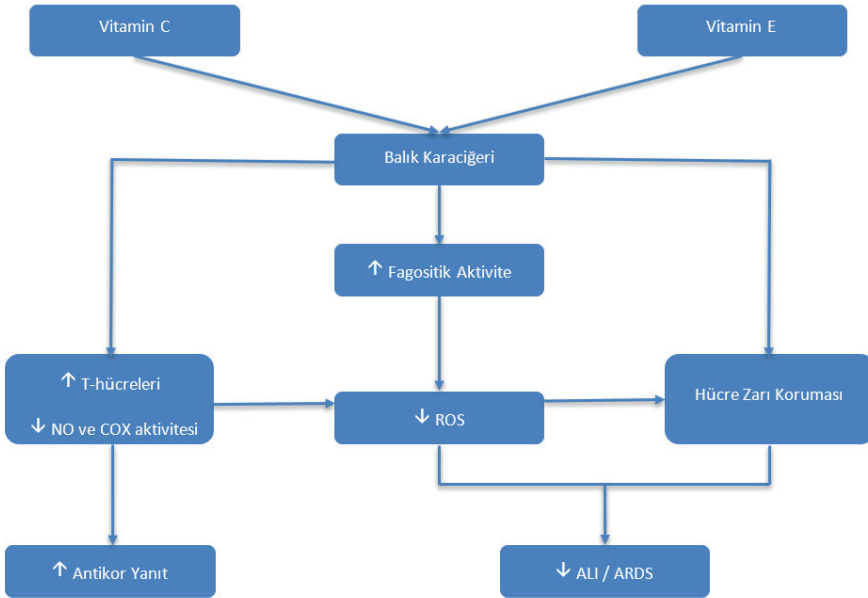 Vitamin C
Vitamin E
Balık Karaciğeri
↑ Fagositik Aktivite
↑ T-hücreleri
↓ NO ve COX aktivitesi
↓ ROS
Hücre Zarı Koruması
↑ Antikor Yanıt
↓ ALI / ARDS